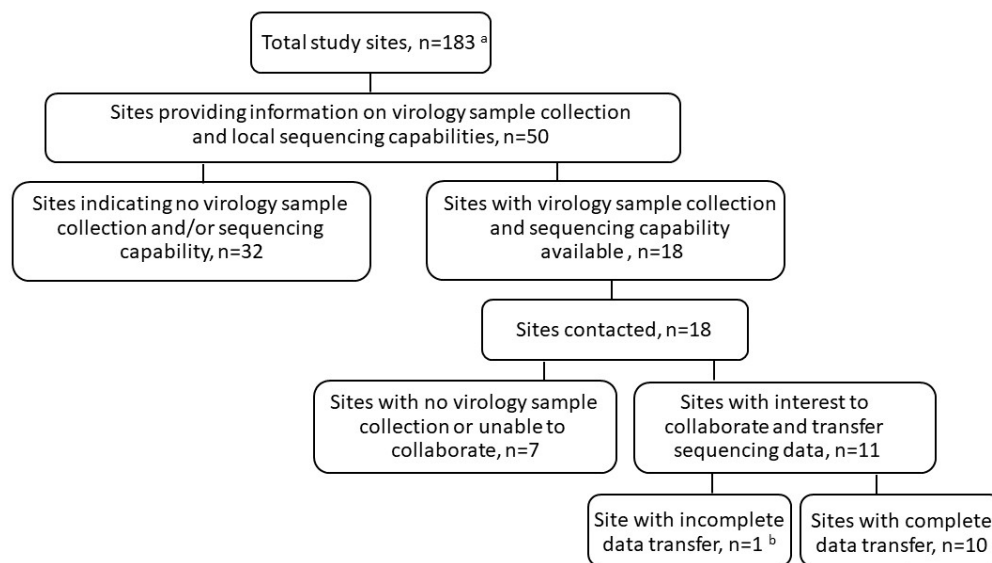 Total study sites, n=183 ᵃ
Sites providing information on virology sample collection
and local sequencing capabilities, n=50
Sites indicating no virology sample
collection and/or sequencing
capability, n=32
Sites with virology sample collection
and sequencing capability
available , n=18
Sites contacted, n=18
Sites with no virology sample
collection or unable to
collaborate, n=7
Sites with interest to
collaborate and transfer
sequencing data, n=11
Site with incomplete
data transfer, n=1 ᵇ
Sites with complete
data transfer, n=10